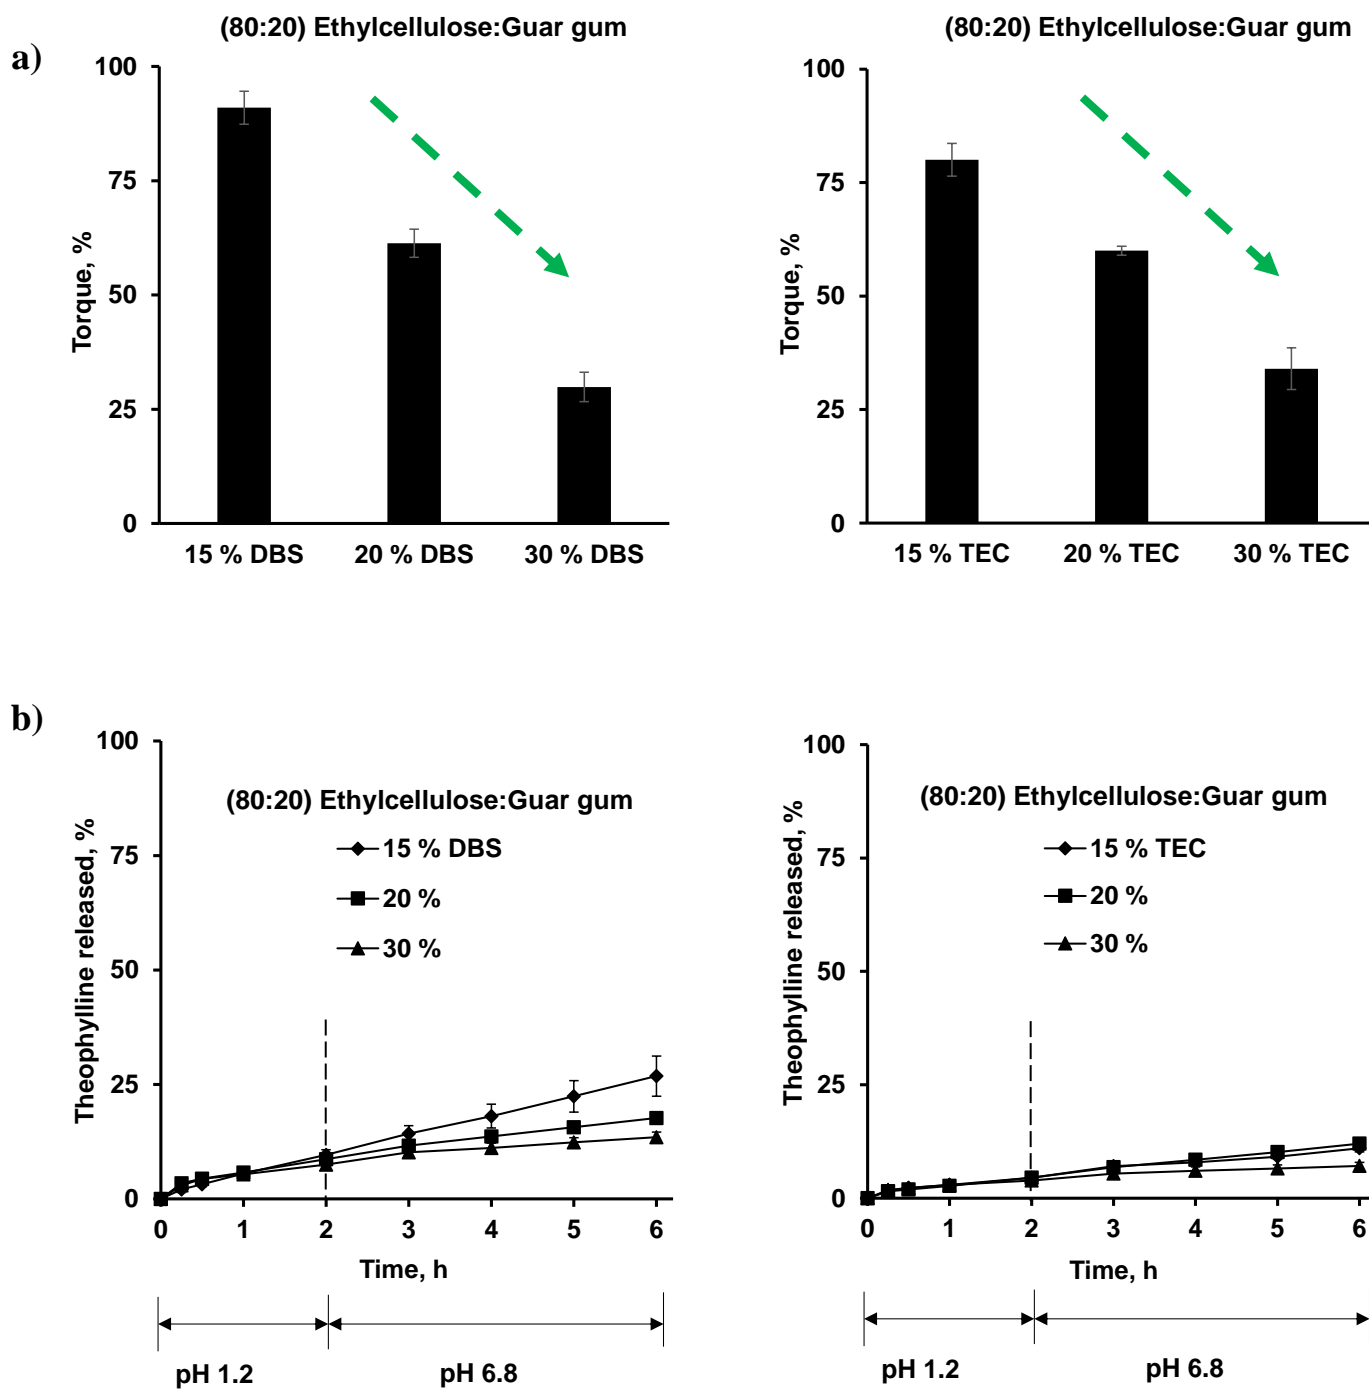 a)
(80:20) Ethylcellulose:Guar gum
Torque, %
100
75
50
25
0
15 % DBS 20 % DBS 30 % DBS
(80:20) Ethylcellulose:Guar gum
Torque, %
100
75
50
25
0
15 % TEC 20 % TEC 30 % TEC
b)
Theophylline released, %
100
75
50
25
0
(80:20) Ethylcellulose:Guar gum
15 % DBS
20 %
30 %
0 1 2 3 4 5 6
Time, h
pH 1.2 pH 6.8
Theophylline released, %
100
75
50
25
0
(80:20) Ethylcellulose:Guar gum
15 % TEC
20 %
30 %
0 1 2 3 4 5 6
Time, h
pH 1.2 pH 6.8